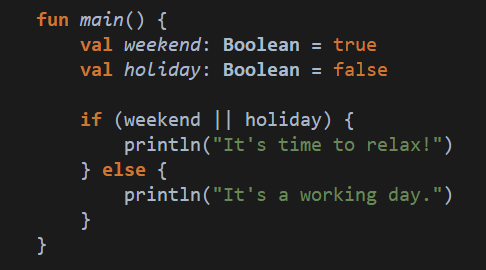 fun main() {
    val weekend: Boolean = true
    val holiday: Boolean = false

    if (weekend || holiday) {
        println("It's time to relax!")
    } else {
        println("It's a working day.")
    }
}